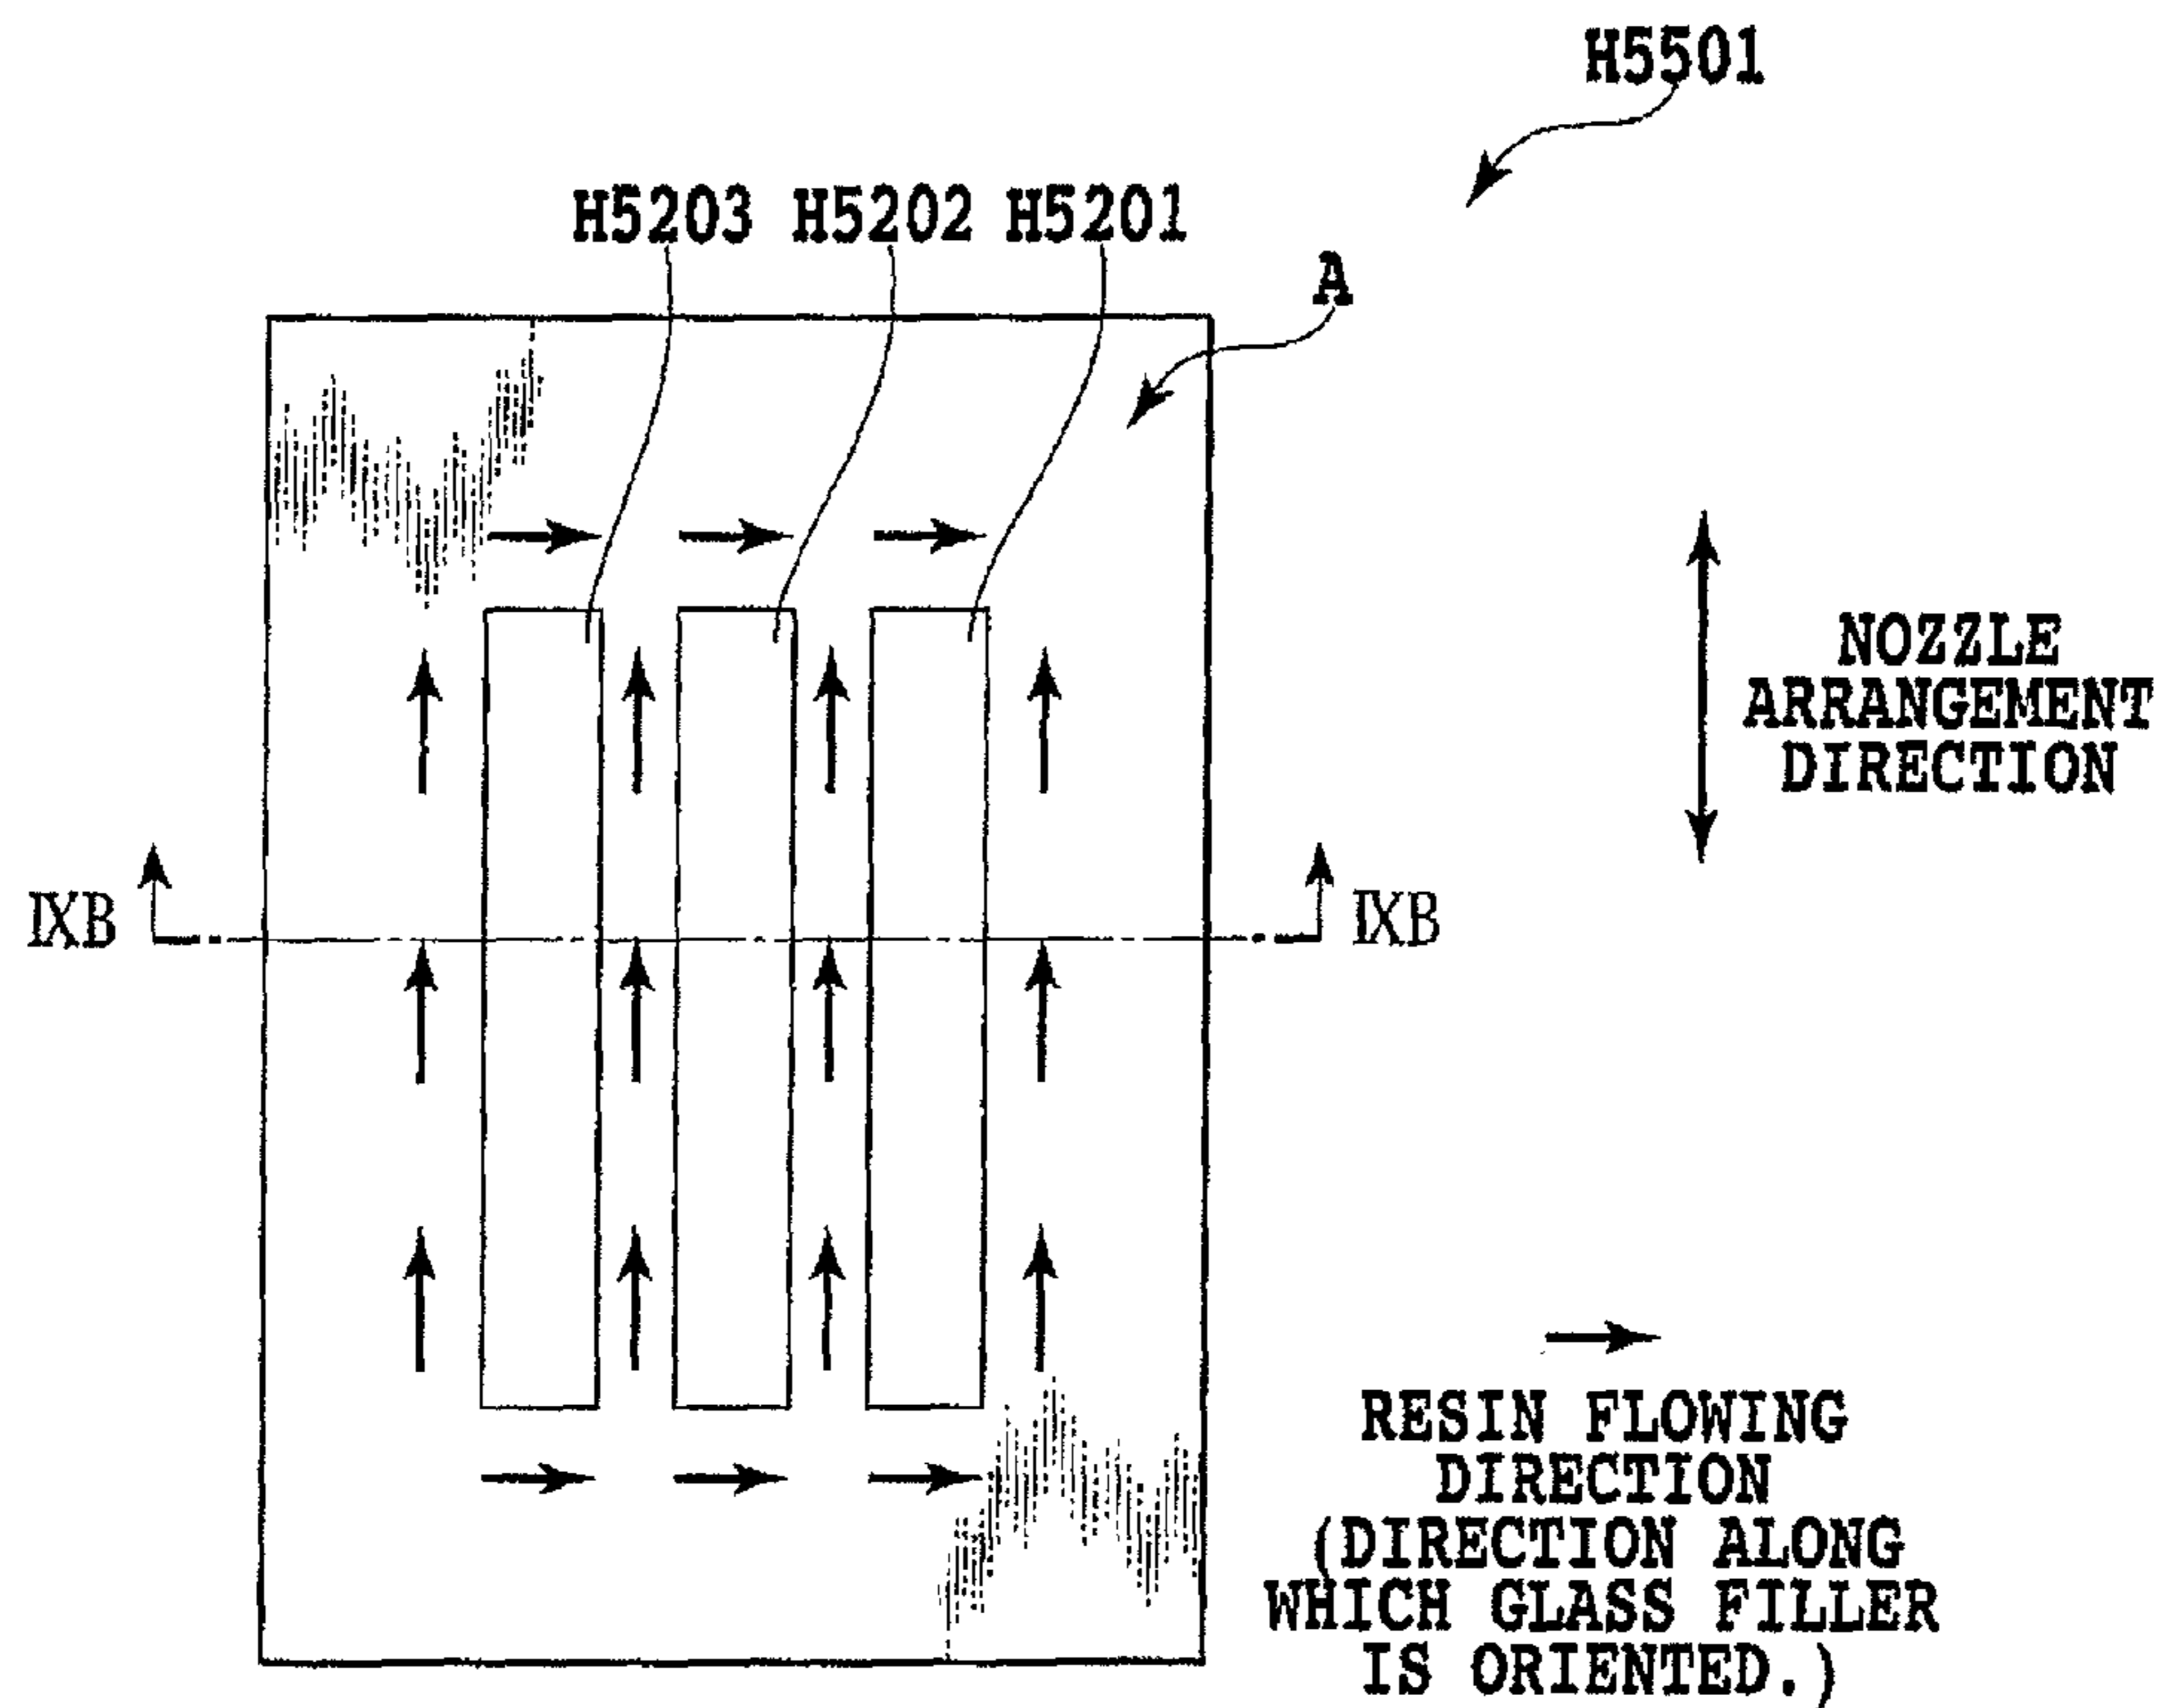 H5501
H5203 H5202 H5201
A
NOZZLE
ARRANGEMENT
DIRECTION
IXB
IXB
RESIN FLOWING
DIRECTION
(DIRECTION ALONG
WHICH GLASS FILLER
IS ORIENTED.)